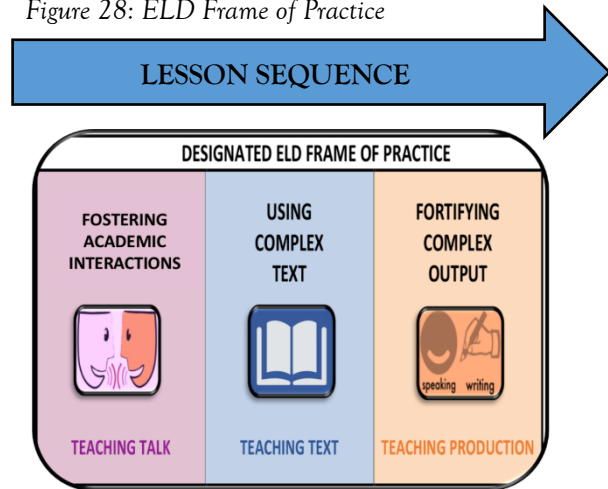 Figure 28: ELD Frame of Practice
LESSON SEQUENCE
DESIGNATED ELD FRAME OF PRACTICE
FOSTERING
ACADEMIC
INTERACTIONS
USING
COMPLEX
TEXT
FORTIFYING
COMPLEX
OUTPUT
speaking writing
TEACHING TALK
TEACHING TEXT
TEACHING PRODUCTION